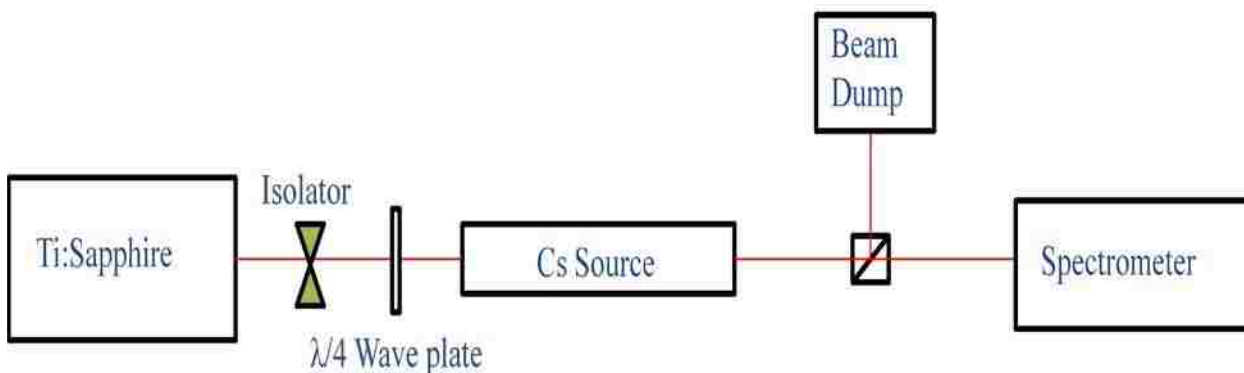 Beam
Dump
Isolator
Ti:Sapphire
Cs Source
Spectrometer
λ/4 Wave plate